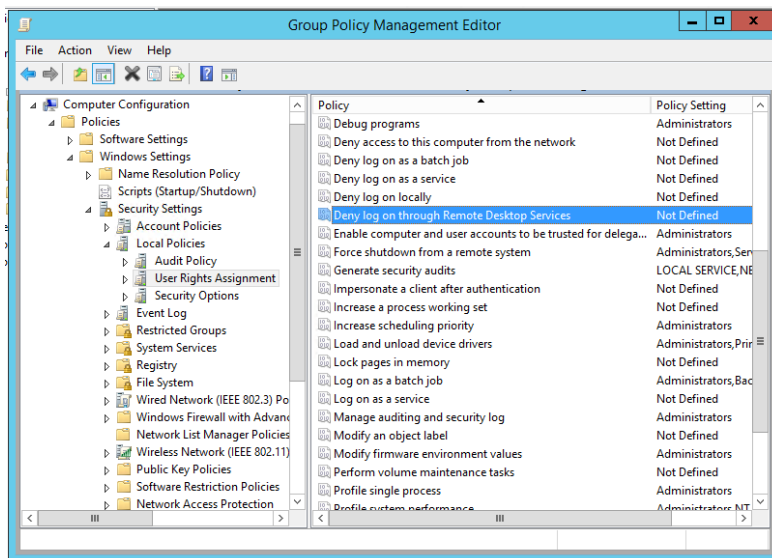 Group Policy Management Editor
File Action View Help
Computer Configuration
Policies
Software Settings
Windows Settings
Name Resolution Policy
Scripts (Startup/Shutdown)
Security Settings
Account Policies
Local Policies
Audit Policy
User Rights Assignment
Security Options
Event Log
Restricted Groups
System Services
Registry
File System
Wired Network (IEEE 802.3) Po
Windows Firewall with Advanc
Network List Manager Policies
Wireless Network (IEEE 802.11)
Public Key Policies
Software Restriction Policies
Network Access Protection
Policy Policy Setting
Debug programs Administrators
Deny access to this computer from the network Not Defined
Deny log on as a batch job Not Defined
Deny log on as a service Not Defined
Deny log on locally Not Defined
Deny log on through Remote Desktop Services Not Defined
Enable computer and user accounts to be trusted for delega... Administrators
Force shutdown from a remote system Administrators,Serv
Generate security audits LOCAL SERVICE,NE
Impersonate a client after authentication Not Defined
Increase a process working set Not Defined
Increase scheduling priority Administrators
Load and unload device drivers Administrators,Prin
Lock pages in memory Not Defined
Log on as a batch job Administrators,Bac
Log on as a service Not Defined
Manage auditing and security log Administrators
Modify an object label Not Defined
Modify firmware environment values Administrators
Perform volume maintenance tasks Not Defined
Profile single process Administrators
Profile system performance Administrators,NT